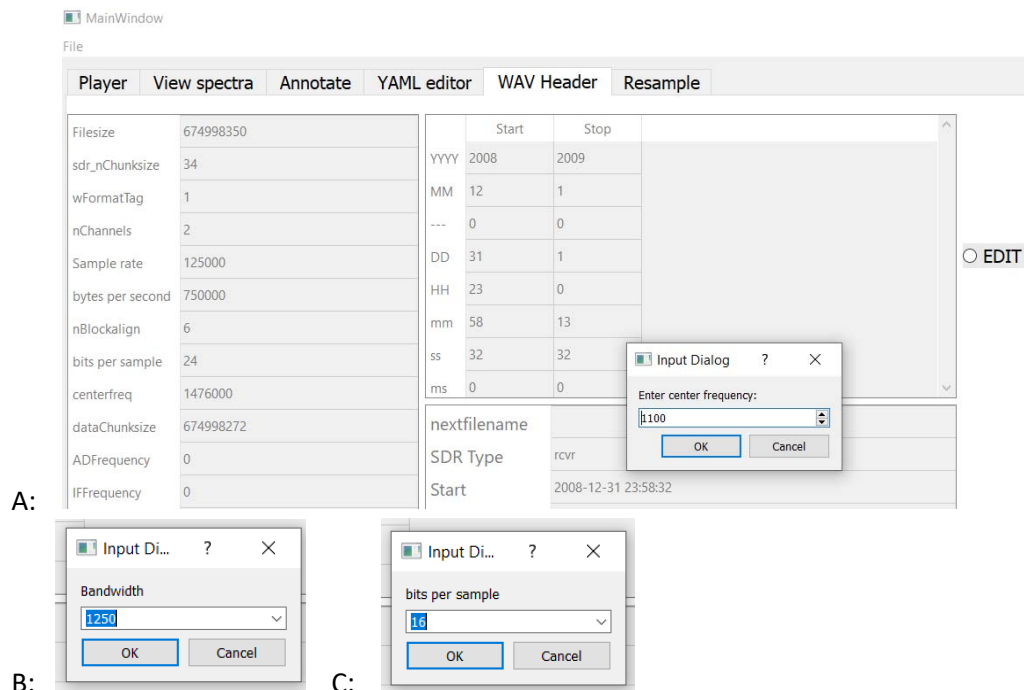 MainWindow
File
Player View spectra Annotate YAML editor WAV Header Resample
Filesize 674998350
sdr_nChunksize 34
wFormatTag 1
nChannels 2
Sample rate 125000
bytes per second 750000
nBlockalign 6
bits per sample 24
centerfreq 1476000
dataChunksize 674998272
ADFrequency 0
IFFrequency 0
Start Stop
YYYY 2008 2009
MM 12 1
--- 0 0
DD 31 1
HH 23 0
mm 58 13
ss 32 32
ms 0 0
EDIT
nextfilename
SDR Type rcvr
Start 2008-12-31 23:58:32
Input Dialog ? X
Enter center frequency:
1100
OK Cancel
A:
Input Di... ? X
Bandwidth
1250
OK Cancel
B:
Input Di... ? X
bits per sample
16
OK Cancel
C: